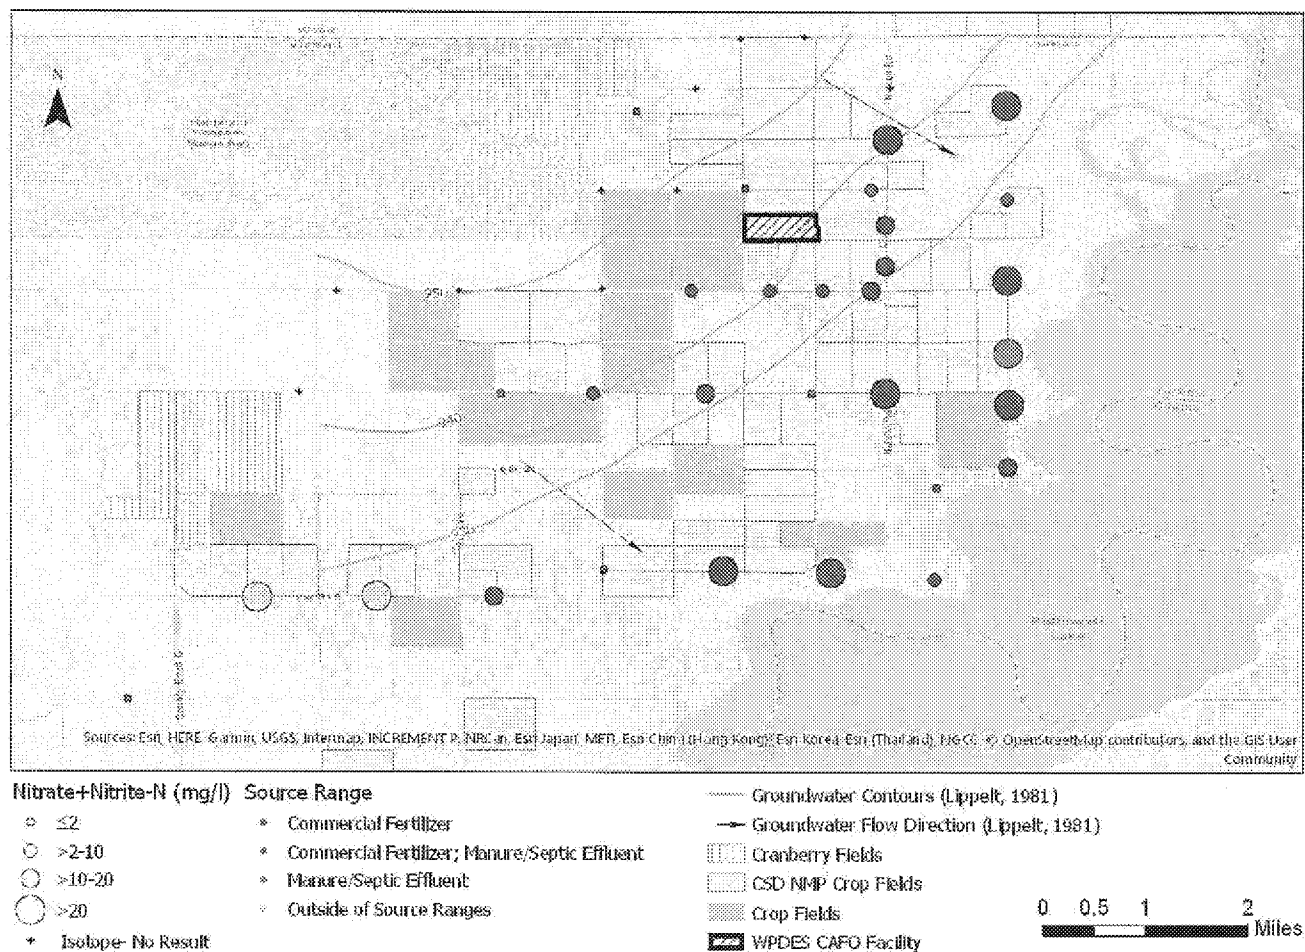 N
250
240
Petenwell
Lake
Sources: Esri, HERE, Garmin, USGS, Intermap, INCREMENT P, NRCan, Esri Japan, METI, Esri China (Hong Kong), Esri Korea, Esri (Thailand), NGCC, © OpenStreetMap contributors, and the GIS User
Community
Nitrate+Nitrite-N (mg/l) Source Range
≤2
>2-10
>10-20
>20
Isotope- No Result
Commercial Fertilizer
Commercial Fertilizer; Manure/Septic Effluent
Manure/Septic Effluent
Outside of Source Ranges
Groundwater Contours (Lippelt, 1981)
Groundwater Flow Direction (Lippelt, 1981)
Cranberry Fields
CSD NMP Crop Fields
Crop Fields
WPDES CAFO Facility
0 0.5 1 2
Miles